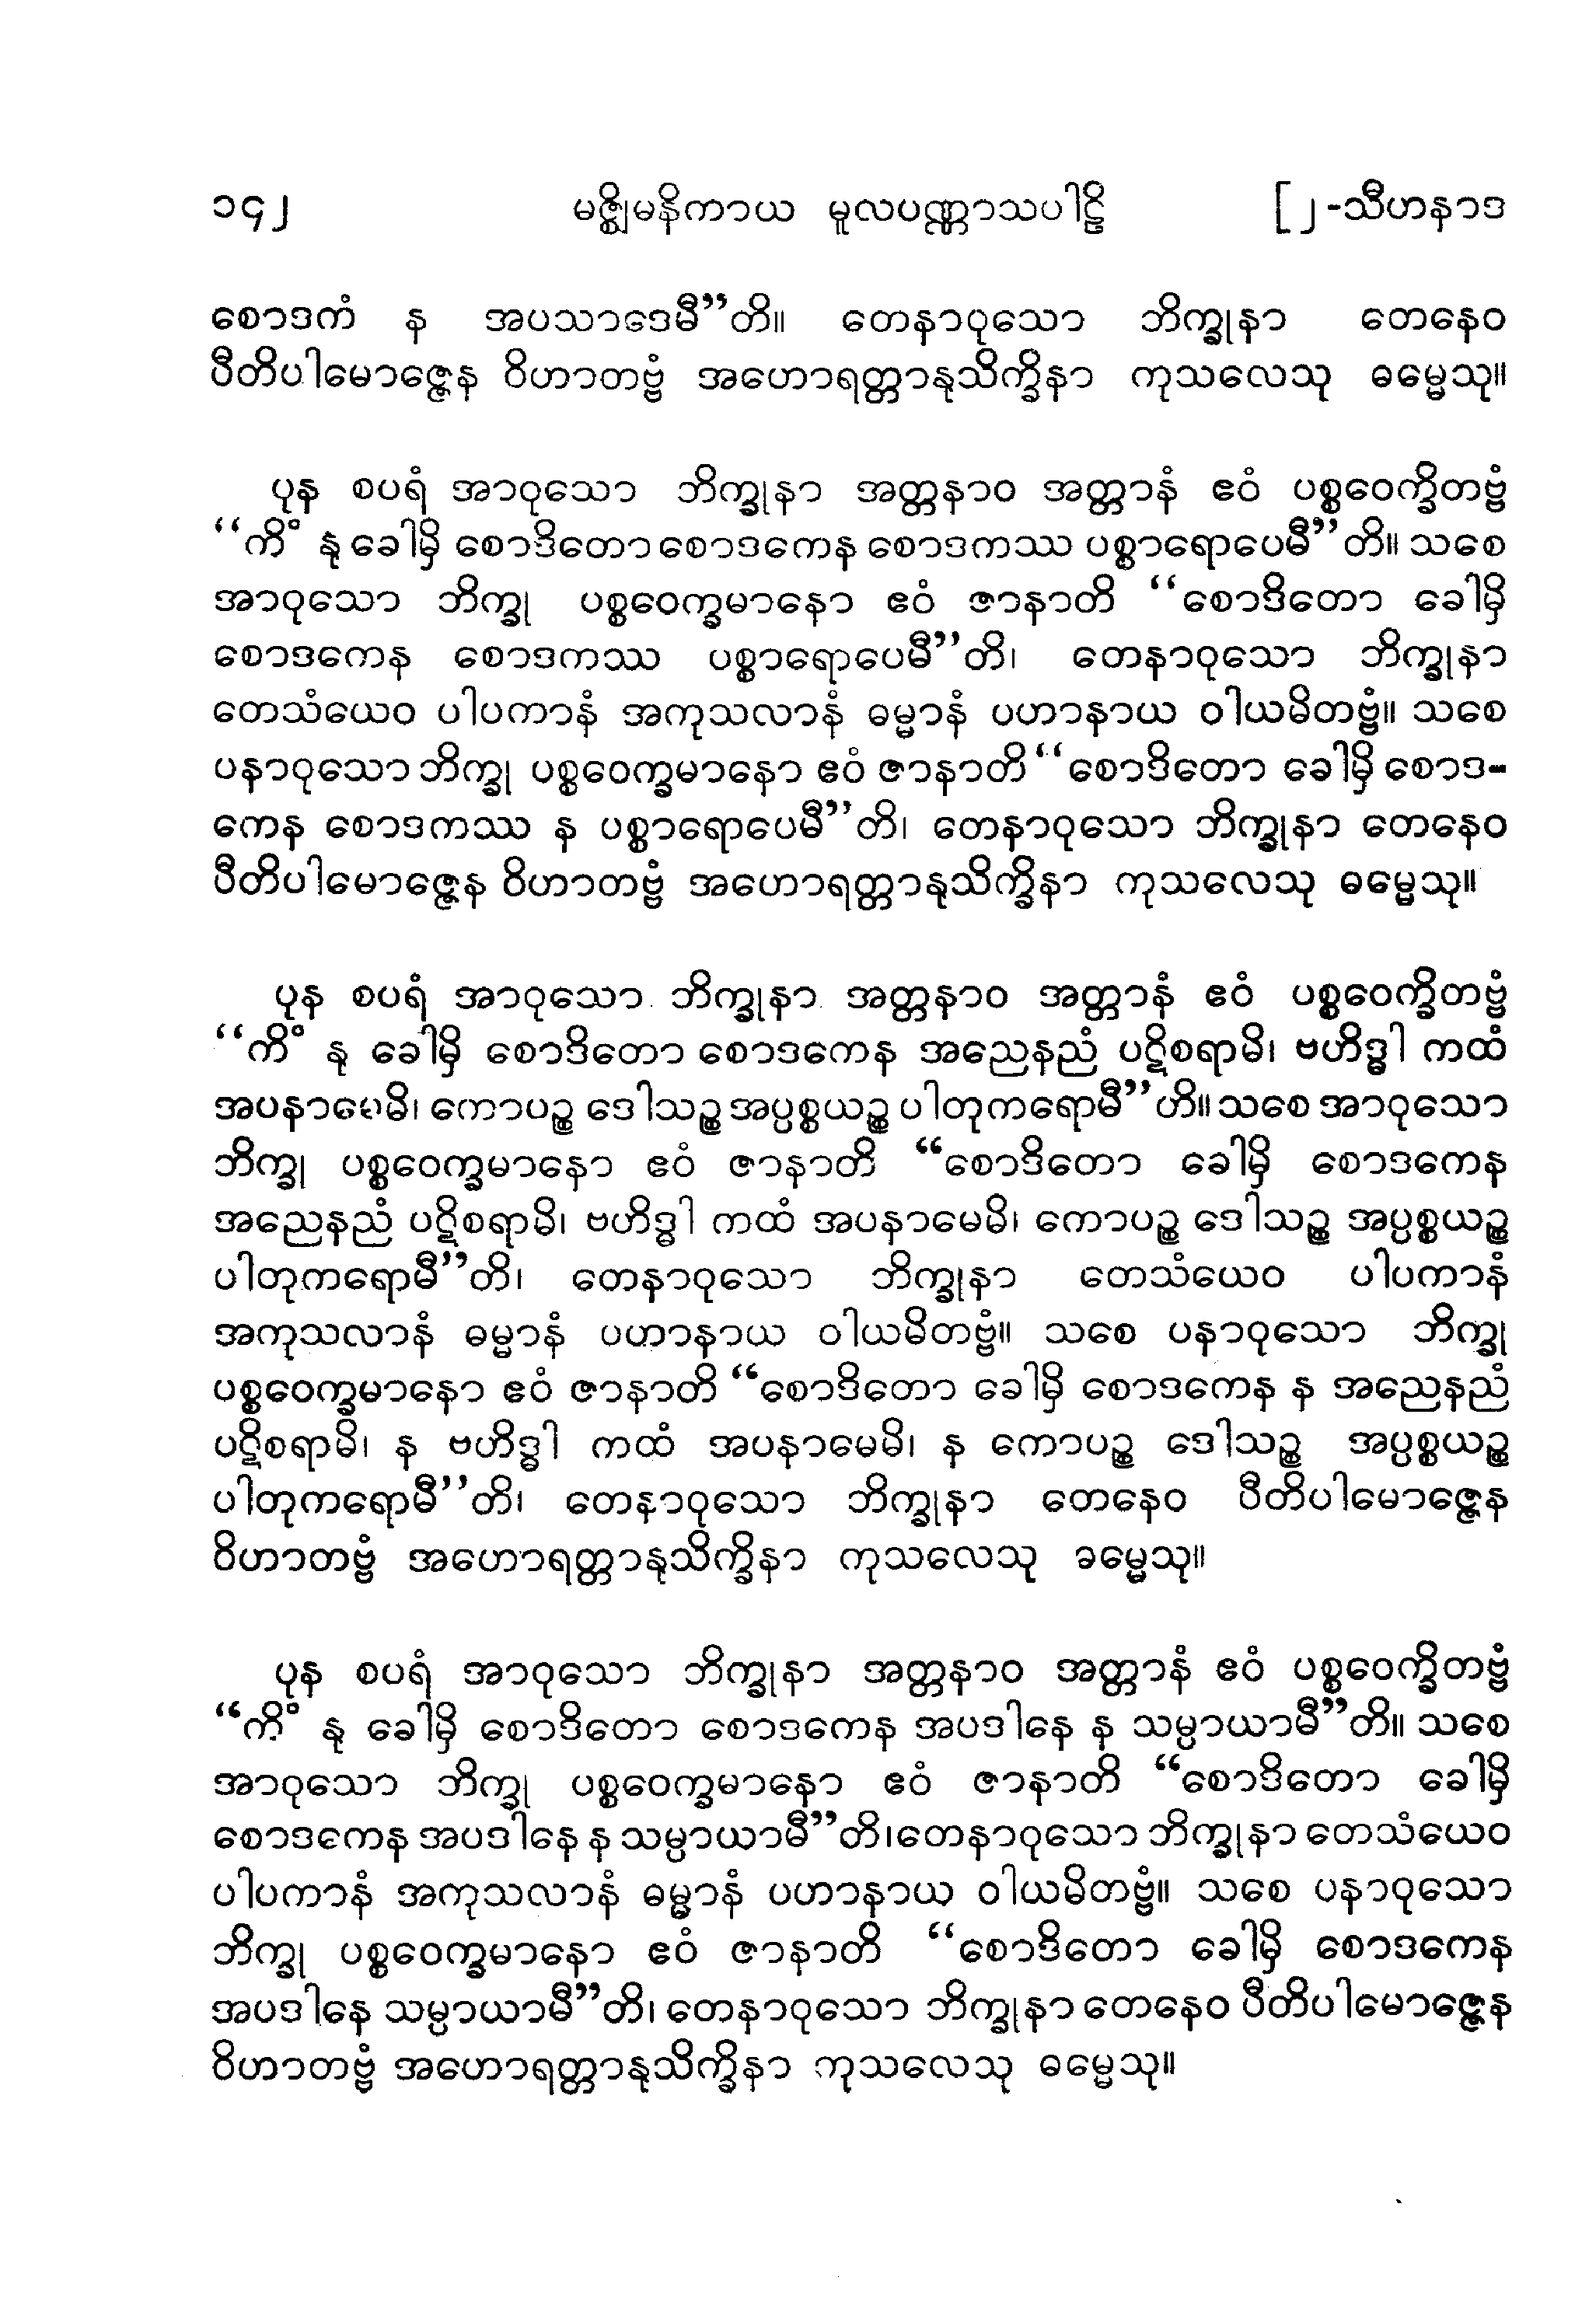 ၁၄၂ မဇ္ဈိမနိကာယ မူလပဏ္ဏာသပါဠိ [၂-သီဟနာဒ
စောဒကံ န အပသာဒေမီ”တိ။ တေနာဝုသော ဘိက္ခုနာ တေနေဝ
ပီတိပါမောဇ္ဇေန ဝိဟာတဗ္ဗံ အဟောရတ္တာနုသိက္ခိနာ ကုသလေသု ဓမ္မေသု။
ပုန စပရံ အာဝုသော ဘိက္ခုနာ အတ္တနာဝ အတ္တာနံ ဧဝံ ပစ္စဝေက္ခိတဗ္ဗံ
“ကိံ နု ခေါမှိ စောဒိတော စောဒကေန စောဒကဿ ပစ္စာရောပေမီ”တိ။ သစေ
အာဝုသော ဘိက္ခု ပစ္စဝေက္ခမာနော ဧဝံ ဇာနာတိ “စောဒိတော ခေါမှိ
စောဒကေန စောဒကဿ ပစ္စာရောပေမီ”တိ၊ တေနာဝုသော ဘိက္ခုနာ
တေသံယေဝ ပါပကာနံ အကုသလာနံ ဓမ္မာနံ ပဟာနာယ ဝါယမိတဗ္ဗံ။ သစေ
ပနာဝုသော ဘိက္ခု ပစ္စဝေက္ခမာနော ဧဝံ ဇာနာတိ “စောဒိတော ခေါမှိ စောဒ-
ကေန စောဒကဿ န ပစ္စာရောပေမီ”တိ၊ တေနာဝုသော ဘိက္ခုနာ တေနေဝ
ပီတိပါမောဇ္ဇေန ဝိဟာတဗ္ဗံ အဟောရတ္တာနုသိက္ခိနာ ကုသလေသု ဓမ္မေသု။
ပုန စပရံ အာဝုသော ဘိက္ခုနာ အတ္တနာဝ အတ္တာနံ ဧဝံ ပစ္စဝေက္ခိတဗ္ဗံ
“ကိံ နု ခေါမှိ စောဒိတော စောဒကေန အညေနညံ ပဋိစရာမိ၊ ဗဟိဒ္ဓါ ကထံ
အပနာမေမိ၊ ကောပဉ္စ ဒေါသဉ္စ အပ္ပစ္စယဉ္စ ပါတုကရောမီ”တိ။ သစေ အာဝုသော
ဘိက္ခု ပစ္စဝေက္ခမာနော ဧဝံ ဇာနာတိ “စောဒိတော ခေါမှိ စောဒကေန
အညေနညံ ပဋိစရာမိ၊ ဗဟိဒ္ဓါ ကထံ အပနာမေမိ၊ ကောပဉ္စ ဒေါသဉ္စ အပ္ပစ္စယဉ္စ
ပါတုကရောမီ”တိ၊ တေနာဝုသော ဘိက္ခုနာ တေသံယေဝ ပါပကာနံ
အကုသလာနံ ဓမ္မာနံ ပဟာနာယ ဝါယမိတဗ္ဗံ။ သစေ ပနာဝုသော ဘိက္ခု
ပစ္စဝေက္ခမာနော ဧဝံ ဇာနာတိ “စောဒိတော ခေါမှိ စောဒကေန န အညေနညံ
ပဋိစရာမိ၊ န ဗဟိဒ္ဓါ ကထံ အပနာမေမိ၊ န ကောပဉ္စ ဒေါသဉ္စ အပ္ပစ္စယဉ္စ
ပါတုကရောမီ”တိ၊ တေနာဝုသော ဘိက္ခုနာ တေနေဝ ပီတိပါမောဇ္ဇေန
ဝိဟာတဗ္ဗံ အဟောရတ္တာနုသိက္ခိနာ ကုသလေသု ဓမ္မေသု။
ပုန စပရံ အာဝုသော ဘိက္ခုနာ အတ္တနာဝ အတ္တာနံ ဧဝံ ပစ္စဝေက္ခိတဗ္ဗံ
“ကိံ နု ခေါမှိ စောဒိတော စောဒကေန အပဒါနေ န သမ္ပာယာမီ”တိ။ သစေ
အာဝုသော ဘိက္ခု ပစ္စဝေက္ခမာနော ဧဝံ ဇာနာတိ “စောဒိတော ခေါမှိ
စောဒကေန အပဒါနေ န သမ္ပာယာမီ”တိ၊တေနာဝုသော ဘိက္ခုနာ တေသံယေဝ
ပါပကာနံ အကုသလာနံ ဓမ္မာနံ ပဟာနာယ ဝါယမိတဗ္ဗံ။ သစေ ပနာဝုသော
ဘိက္ခု ပစ္စဝေက္ခမာနော ဧဝံ ဇာနာတိ “စောဒိတော ခေါမှိ စောဒကေန
အပဒါနေ သမ္ပာယာမီ”တိ၊ တေနာဝုသော ဘိက္ခုနာ တေနေဝ ပီတိပါမောဇ္ဇေန
ဝိဟာတဗ္ဗံ အဟောရတ္တာနုသိက္ခိနာ ကုသလေသု ဓမ္မေသု။